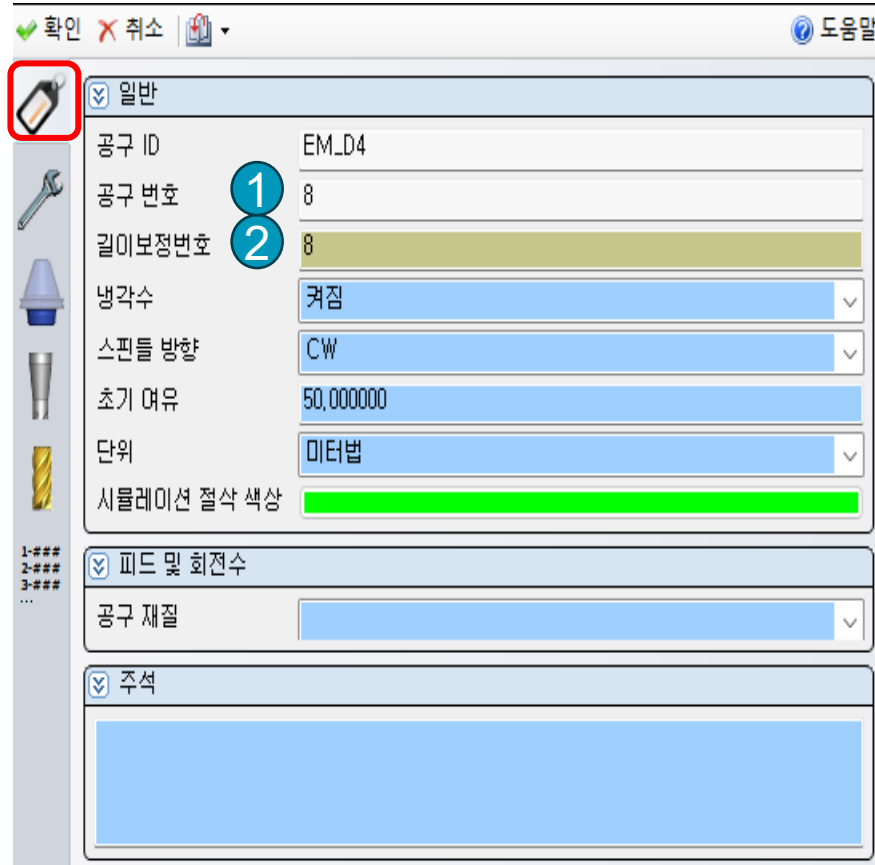 확인 취소 도움말
일반
공구 ID EM_D4
공구 번호 1 8
길이보정번호 2 8
냉각수 켜짐
스핀들 방향 CW
초기 여유 50,000000
단위 미터법
시뮬레이션 절삭 색상
1-###
2-###
3-###
...
피드 및 회전수
공구 재질
주석